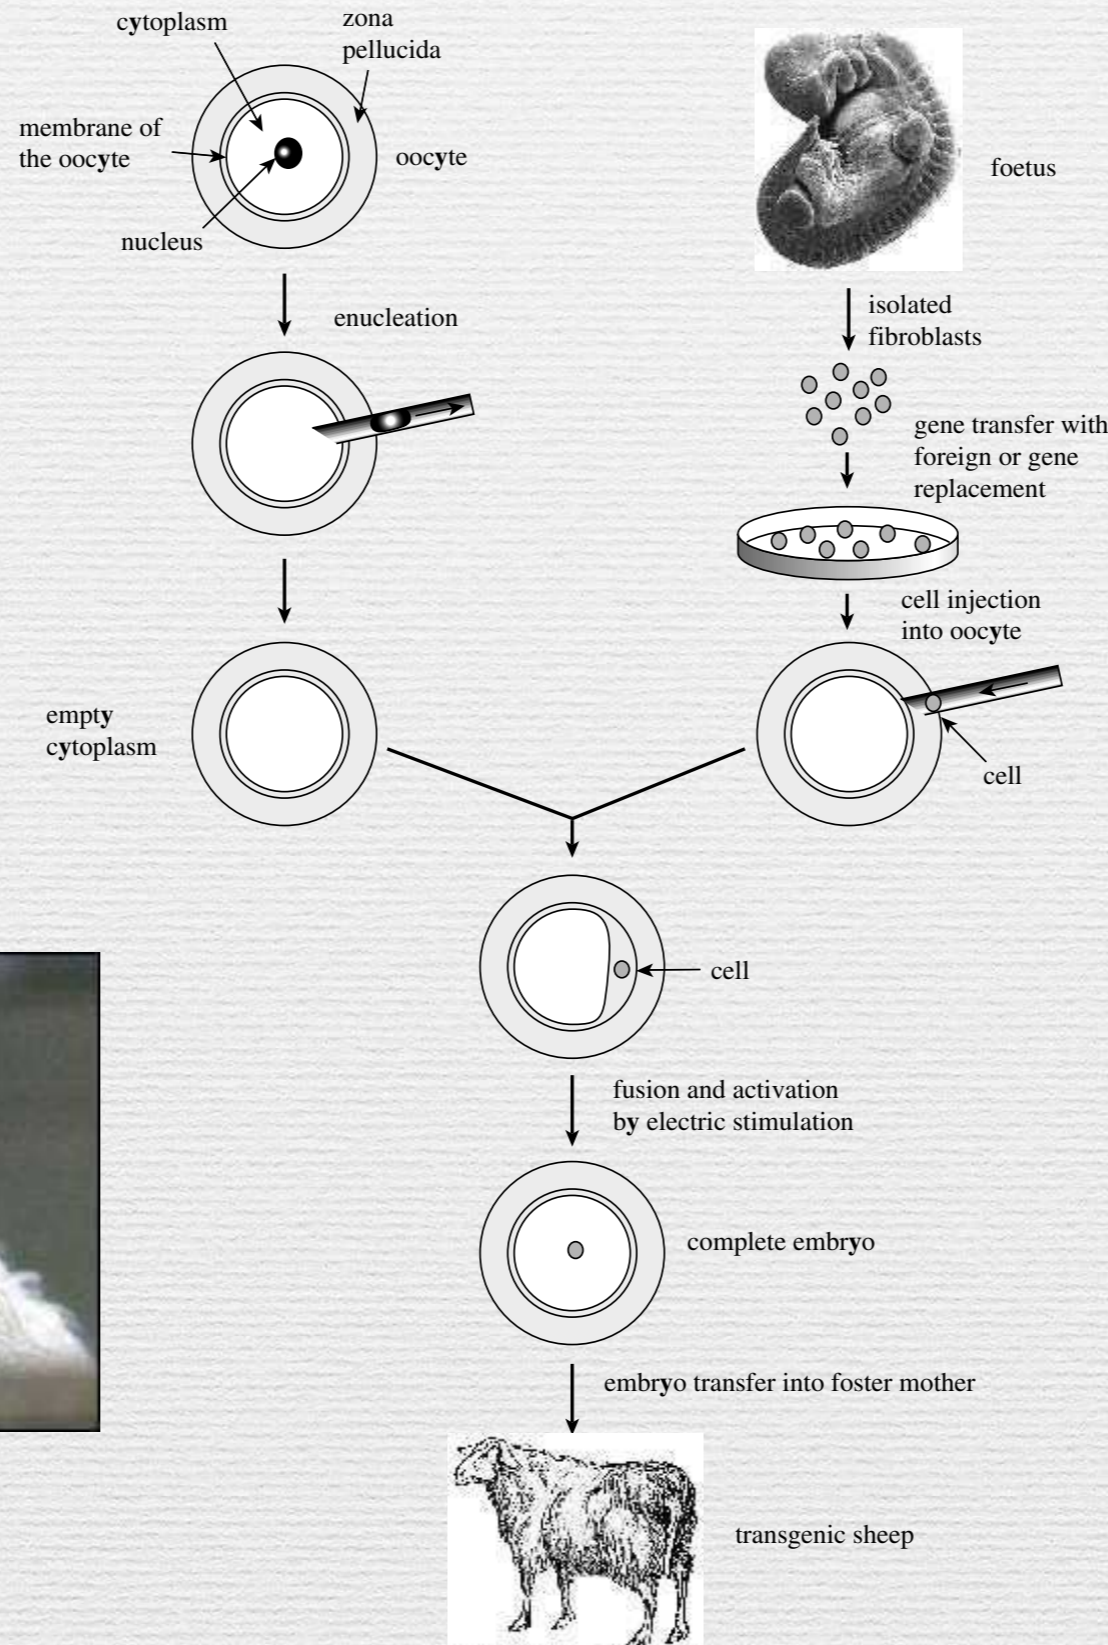 cytoplasm
zona
pellucida
membrane of
the oocyte
oocyte
nucleus
foetus
enucleation
isolated
fibroblasts
gene transfer with
foreign or gene
replacement
cell injection
into oocyte
empty
cytoplasm
cell
cell
fusion and activation
by electric stimulation
complete embryo
embryo transfer into foster mother
transgenic sheep